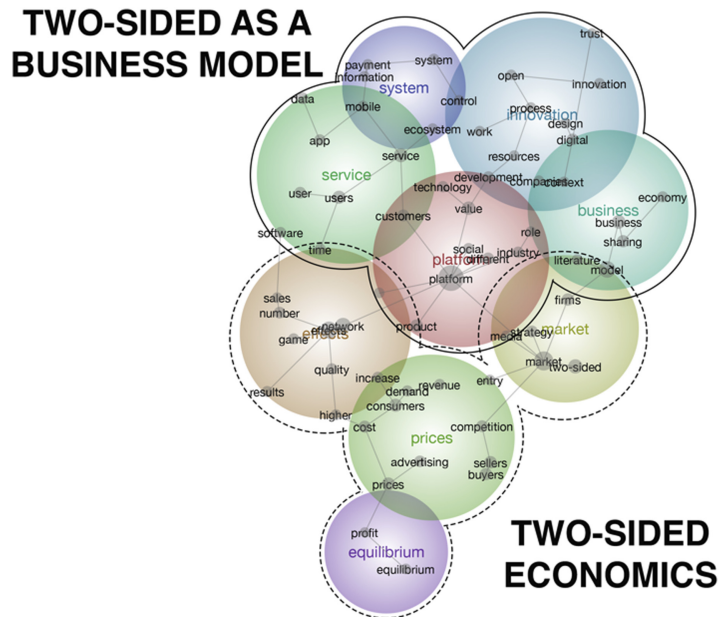 TWO-SIDED AS A
BUSINESS MODEL
trust
system
payment
information
system
open
innovation
data
mobile
control
process
innovation
design
ecosystem
work
digital
app
service
resources
service
development
companies
context
technology
user
users
economy
value
business
customers
business
software
role
sharing
time
social
industry
platform
different
literature
model
platform
sales
firms
number
network
product
effects
effects
strategy
market
game
media
market
two-sided
quality
increase
revenue
entry
results
demand
consumers
higher
cost
competition
prices
advertising
sellers
buyers
prices
TWO-SIDED
ECONOMICS
profit
equilibrium
equilibrium